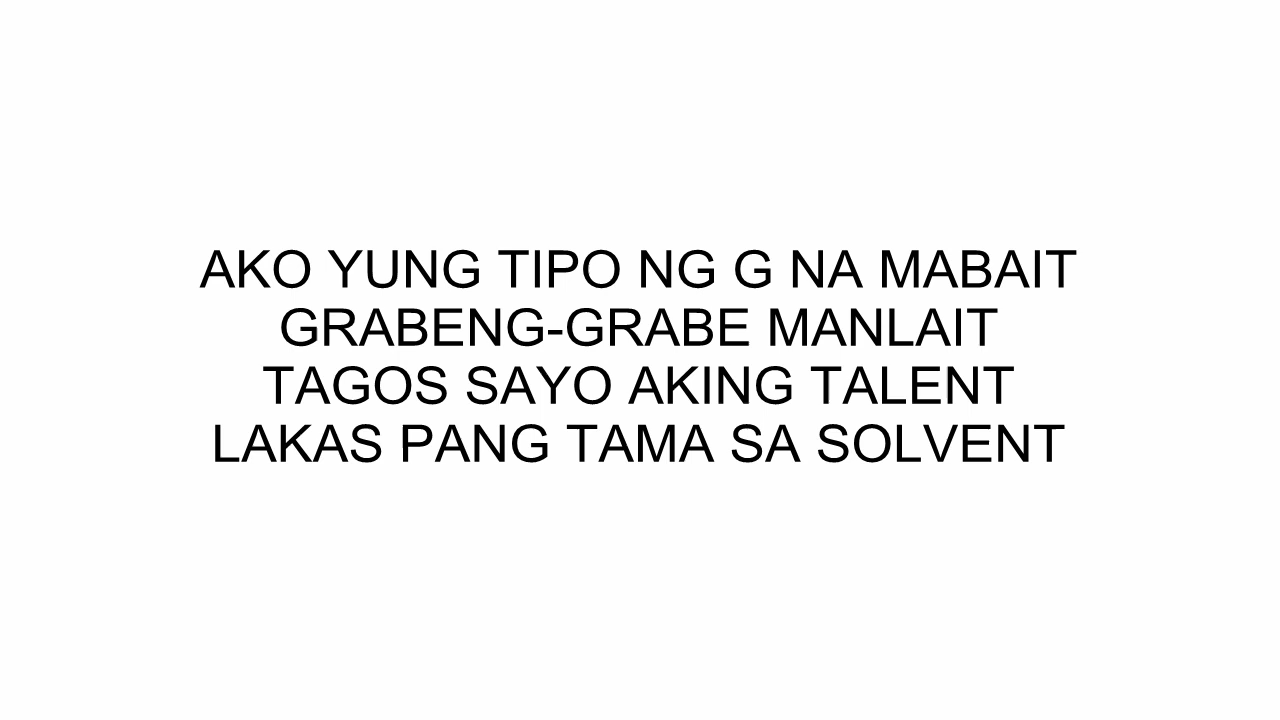 AKO YUNG TIPO NG G NA MABAIT
GRABENG-GRABE MANLAIT
TAGOS SAYO AKING TALENT
LAKAS PANG TAMA SA SOLVENT